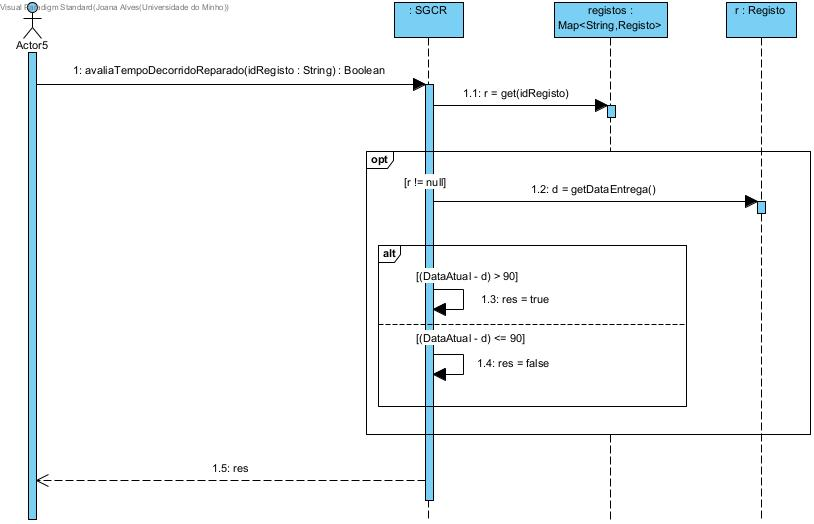 Visual Paradigm Standard(Joana Alves(Universidade do Minho))
Actor5
: SGCR
registos :
Map<String,Registo>
r : Registo
1: avaliaTempoDecorridoReparado(idRegisto : String) : Boolean
1.1: r = get(idRegisto)
opt
[r != null]
1.2: d = getDataEntrega()
alt
[(DataAtual - d) > 90]
1.3: res = true
[(DataAtual - d) <= 90]
1.4: res = false
1.5: res